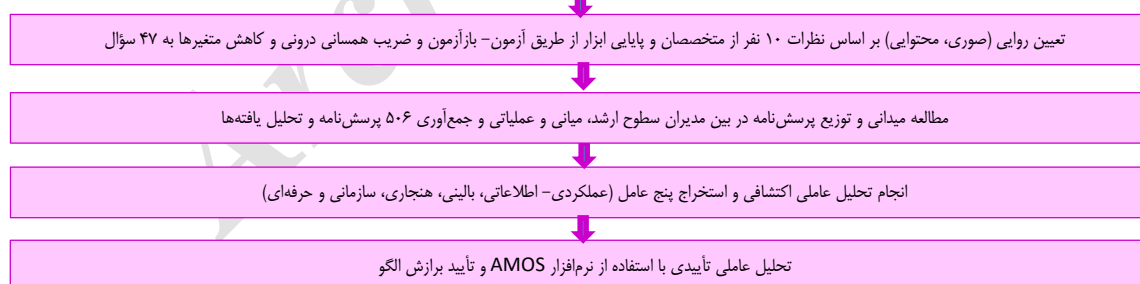 تعیین روایی (صوری، محتوایی) بر اساس نظرات ۱۰ نفر از متخصصان و پایایی ابزار از طریق آزمون- بازآزمون و ضریب همسانی درونی و کاهش متغیرها به ۴۷ سؤال
مطالعه میدانی و توزیع پرسش‌نامه در بین مدیران سطوح ارشد، میانی و عملیاتی و جمع‌آوری ۵۰۶ پرسش‌نامه و تحلیل یافته‌ها
انجام تحلیل عاملی اکتشافی و استخراج پنج عامل (عملکردی- اطلاعاتی، بالینی، هنجاری، سازمانی و حرفه‌ای)
تحلیل عاملی تأییدی با استفاده از نرم‌افزار AMOS و تأیید برازش الگو